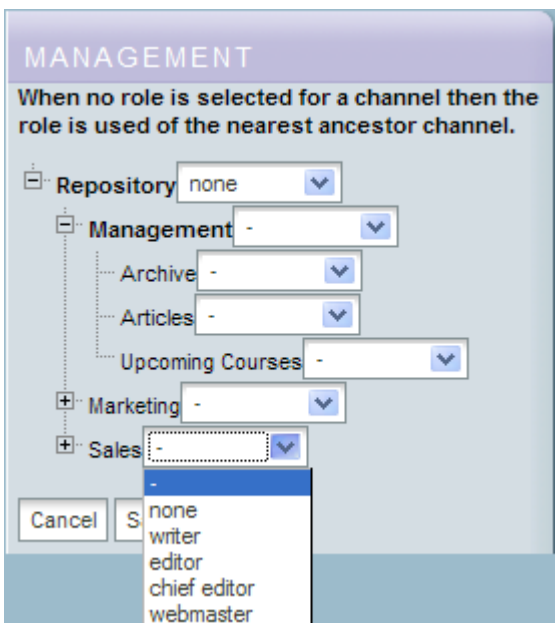 MANAGEMENT
When no role is selected for a channel then the
role is used of the nearest ancestor channel.
Repository none
Management -
Archive -
Articles -
Upcoming Courses -
Marketing -
Sales -
-
none
writer
editor
chief editor
webmaster
Cancel